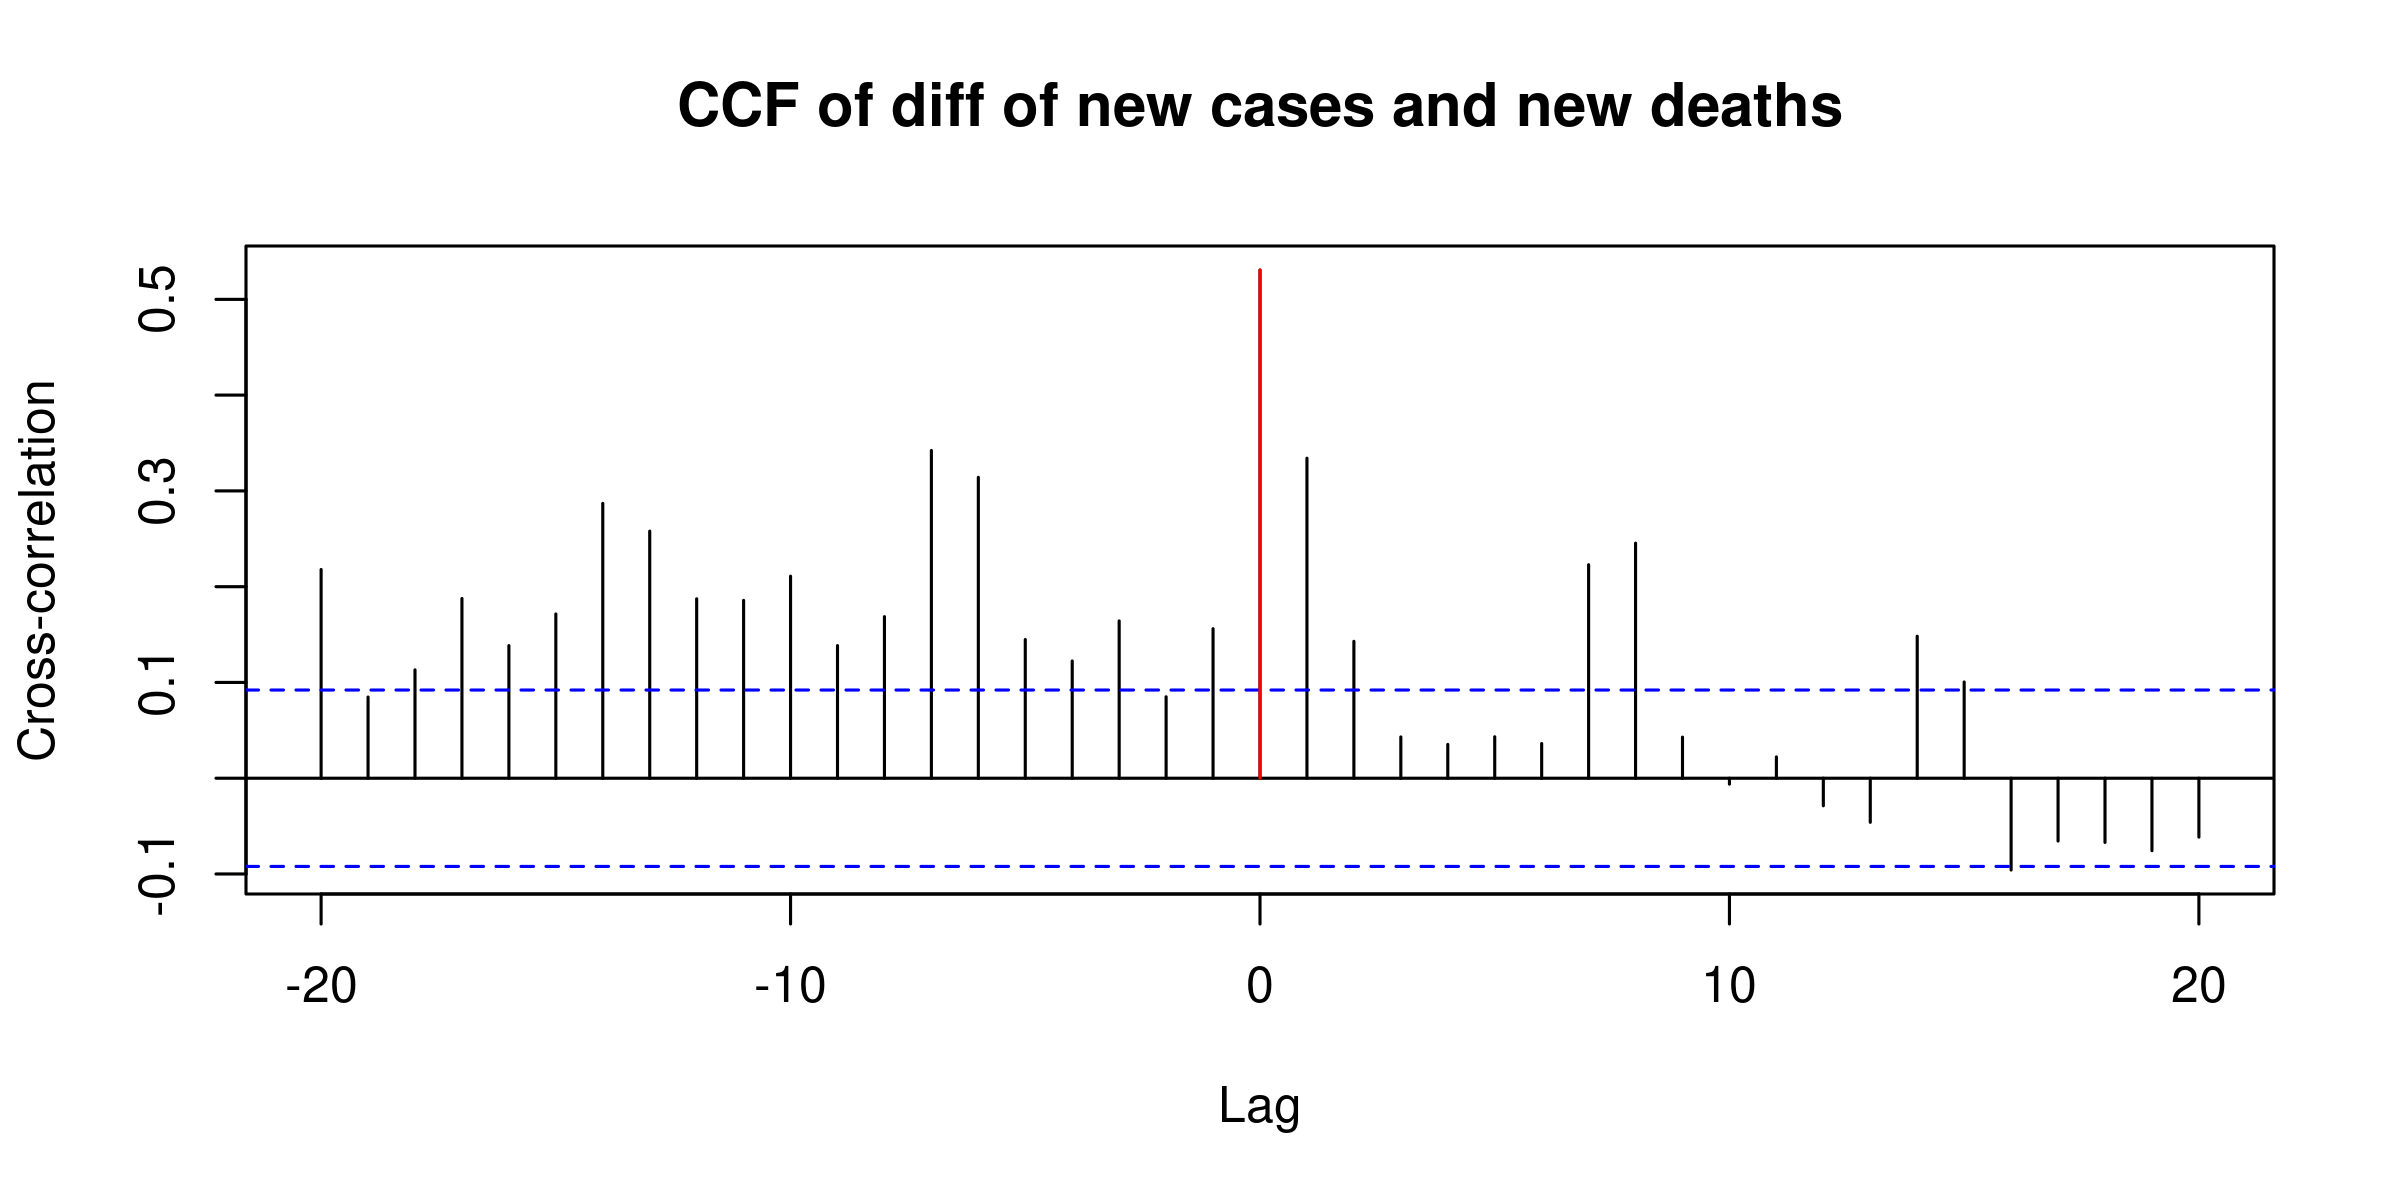 CCF of diff of new cases and new deaths
Cross-correlation
0.5
0.3
0.1
-0.1
-20 -10 0 10 20
Lag